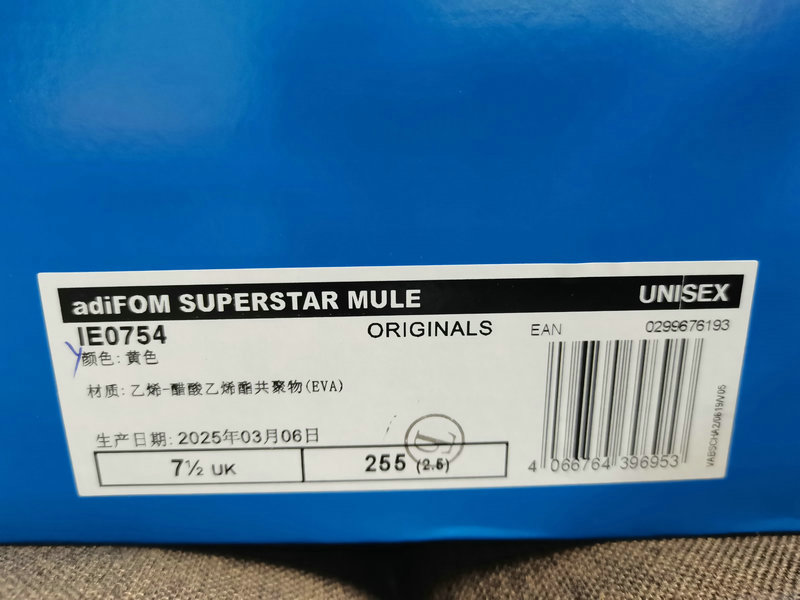 adiFOM SUPERSTAR MULE UNISEX
IE0754 ORIGINALS EAN 0299676193
Y颜色: 黄色
材质: 乙烯-醋酸乙烯酯共聚物(EVA)
生产日期: 2025年03月06日
7½ UK 255 (2.5)
4 066764 396953